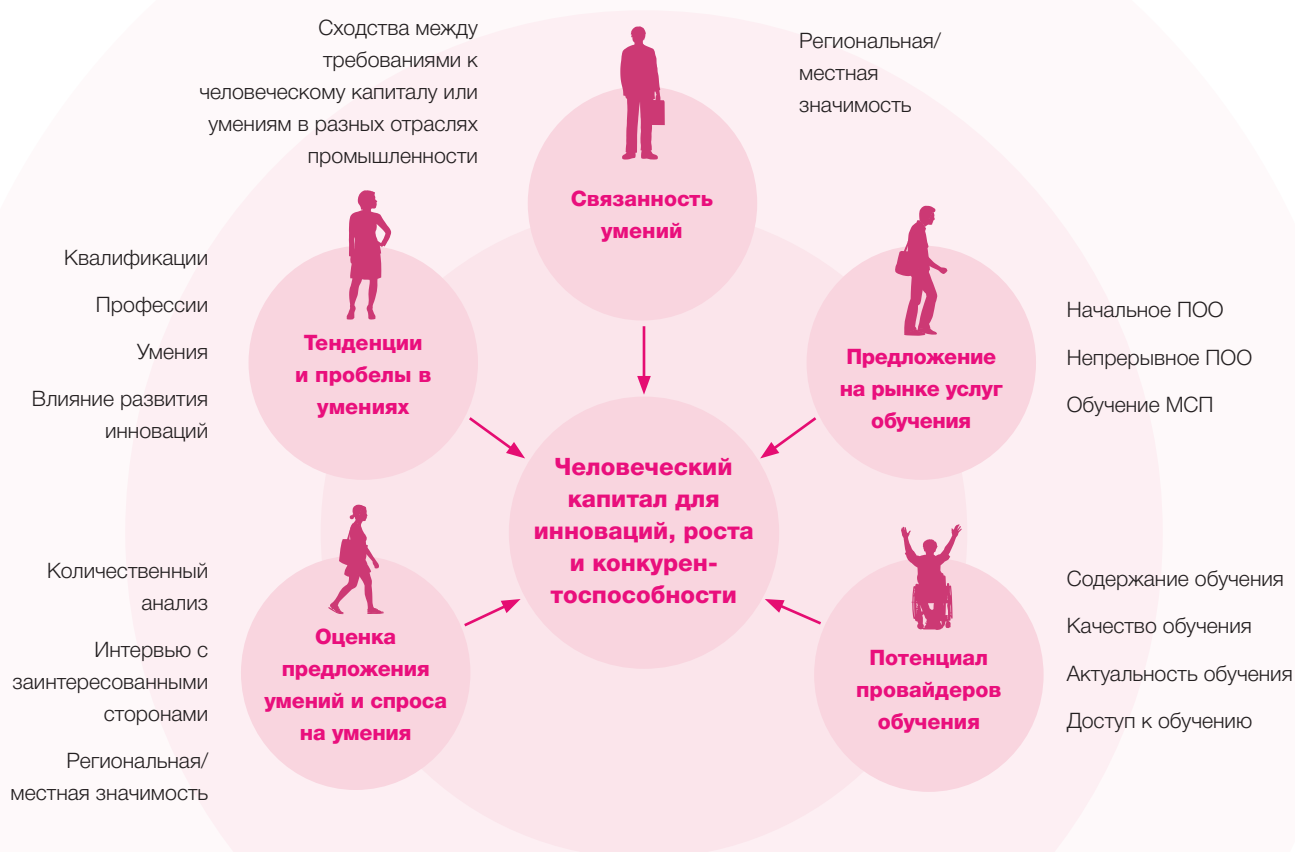 Сходства между
требованиями к
человеческому капиталу или
умениям в разных отраслях
промышленности
Региональная/
местная
значимость
Связанность
умений
Квалификации
Профессии
Умения
Влияние развития
инноваций
Тенденции
и пробелы в
умениях
Предложение
на рынке услуг
обучения
Начальное ПОО
Непрерывное ПОО
Обучение МСП
Человеческий
капитал для
инноваций, роста
и конкурен-
тоспособности
Количественный
анализ
Интервью с
заинтересованными
сторонами
Региональная/
местная значимость
Оценка
предложения
умений и спроса
на умения
Потенциал
провайдеров
обучения
Содержание обучения
Качество обучения
Актуальность обучения
Доступ к обучению